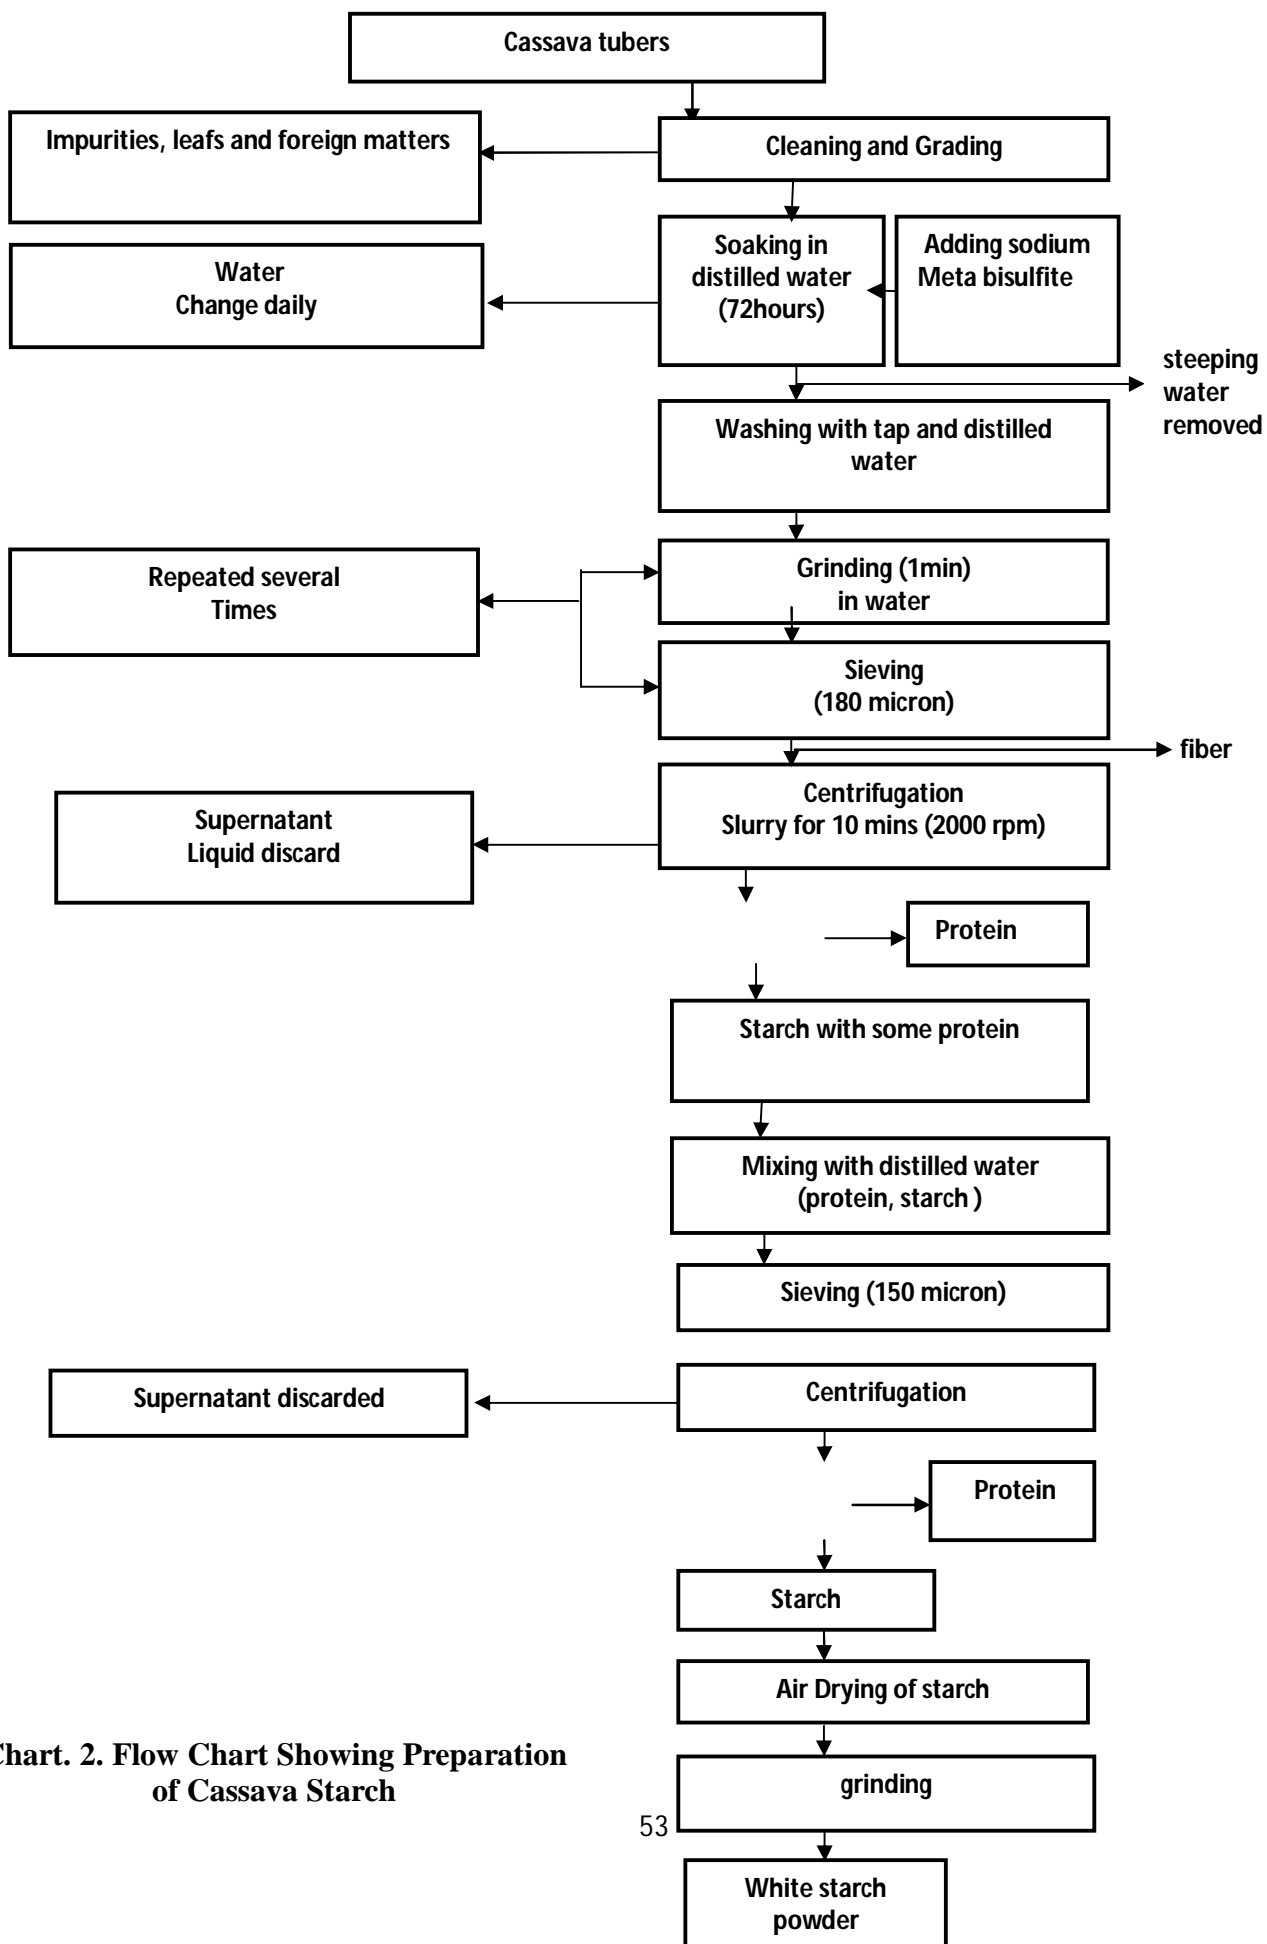 Cassava tubers
Impurities, leafs and foreign matters
Cleaning and Grading
Water
Change daily
Soaking in
distilled water
(72hours)
Adding sodium
Meta bisulfite
steeping
water
removed
Washing with tap and distilled
water
Repeated several
Times
Grinding (1min)
in water
Sieving
(180 micron)
fiber
Supernatant
Liquid discard
Centrifugation
Slurry for 10 mins (2000 rpm)
Protein
Starch with some protein
Mixing with distilled water
(protein, starch )
Sieving (150 micron)
Supernatant discarded
Centrifugation
Protein
Starch
Air Drying of starch
Chart. 2. Flow Chart Showing Preparation
of Cassava Starch
grinding
53
White starch
powder